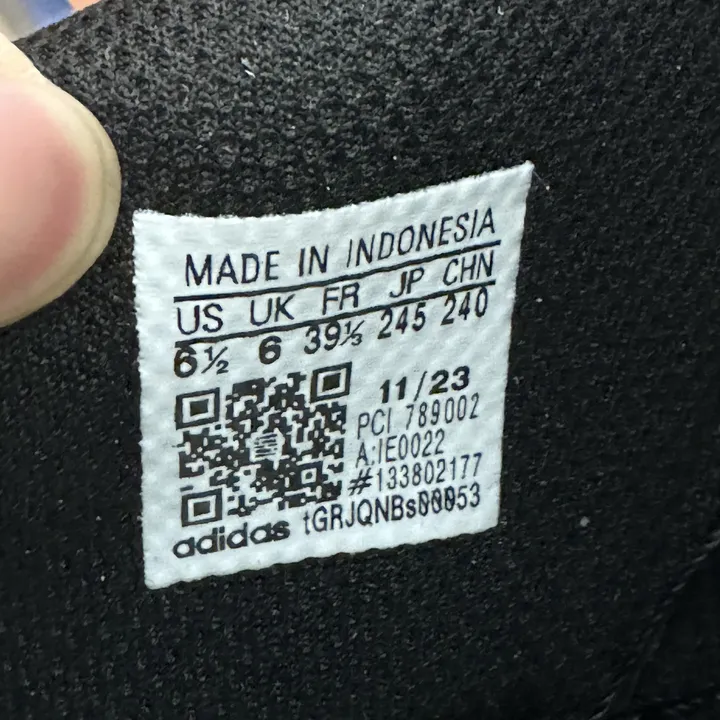 MADE IN INDONESIA
US UK FR JP CHN
6½ 6 39⅓ 245 240
11/23
PCI 789002
A:IE0022
#133802177
adidas tGRJQNBs00053